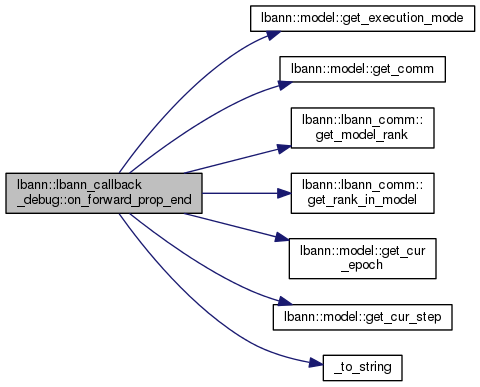 lbann::model::get_execution_mode
lbann::model::get_comm
lbann::lbann_comm::
get_model_rank
lbann::lbann_callback
_debug::on_forward_prop_end
lbann::lbann_comm::
get_rank_in_model
lbann::model::get_cur
_epoch
lbann::model::get_cur_step
_to_string